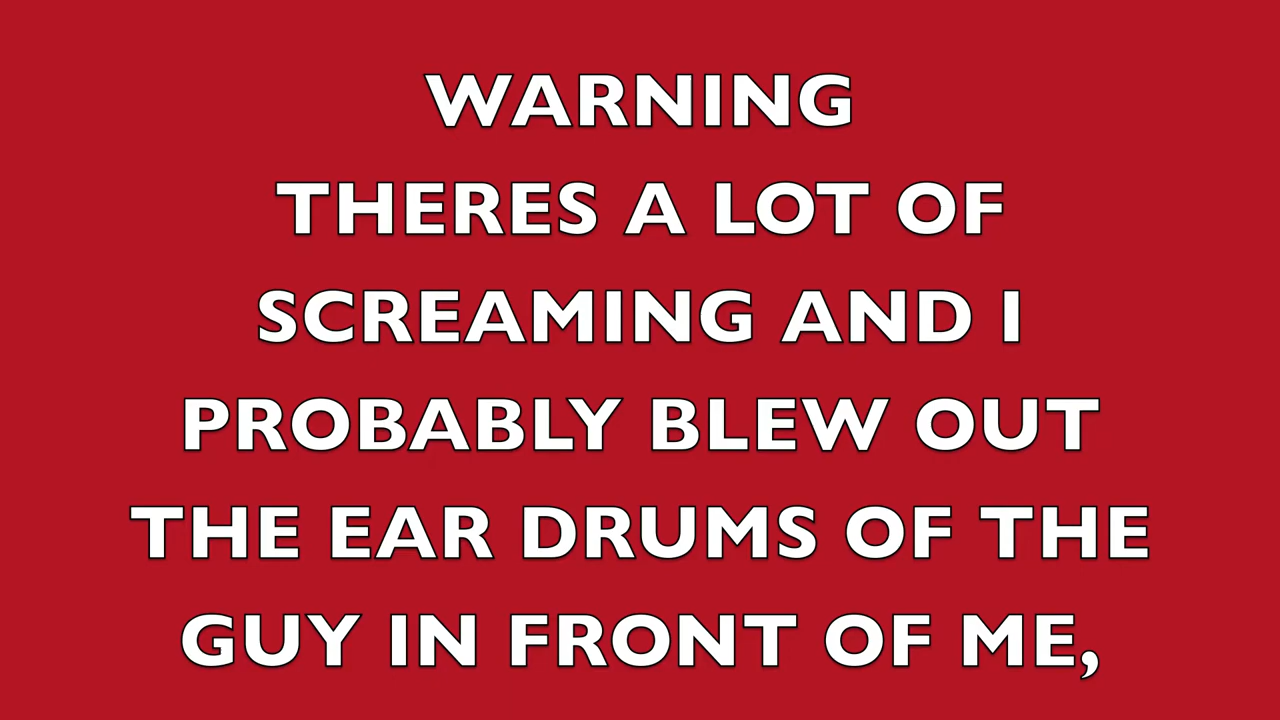 WARNING
THERES A LOT OF
SCREAMING AND I
PROBABLY BLEW OUT
THE EAR DRUMS OF THE
GUY IN FRONT OF ME,